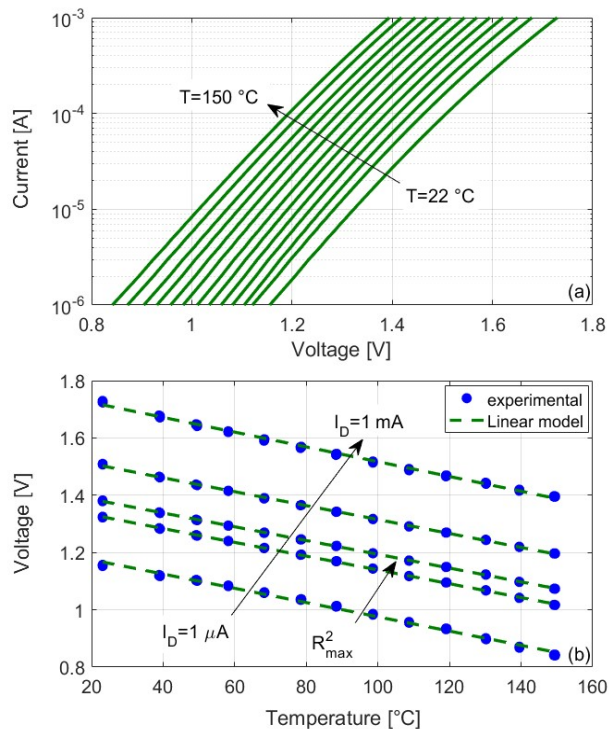 10^-3
T=150 °C
10^-4
Current [A]
T=22 °C
10^-5
10^-6
(a)
0.8 1 1.2 1.4 1.6 1.8
Voltage [V]
1.8
experimental
I_D=1 mA
Linear model
1.6
1.4
Voltage [V]
1.2
1
I_D=1 μA
R^2_max
0.8
(b)
20 40 60 80 100 120 140 160
Temperature [°C]